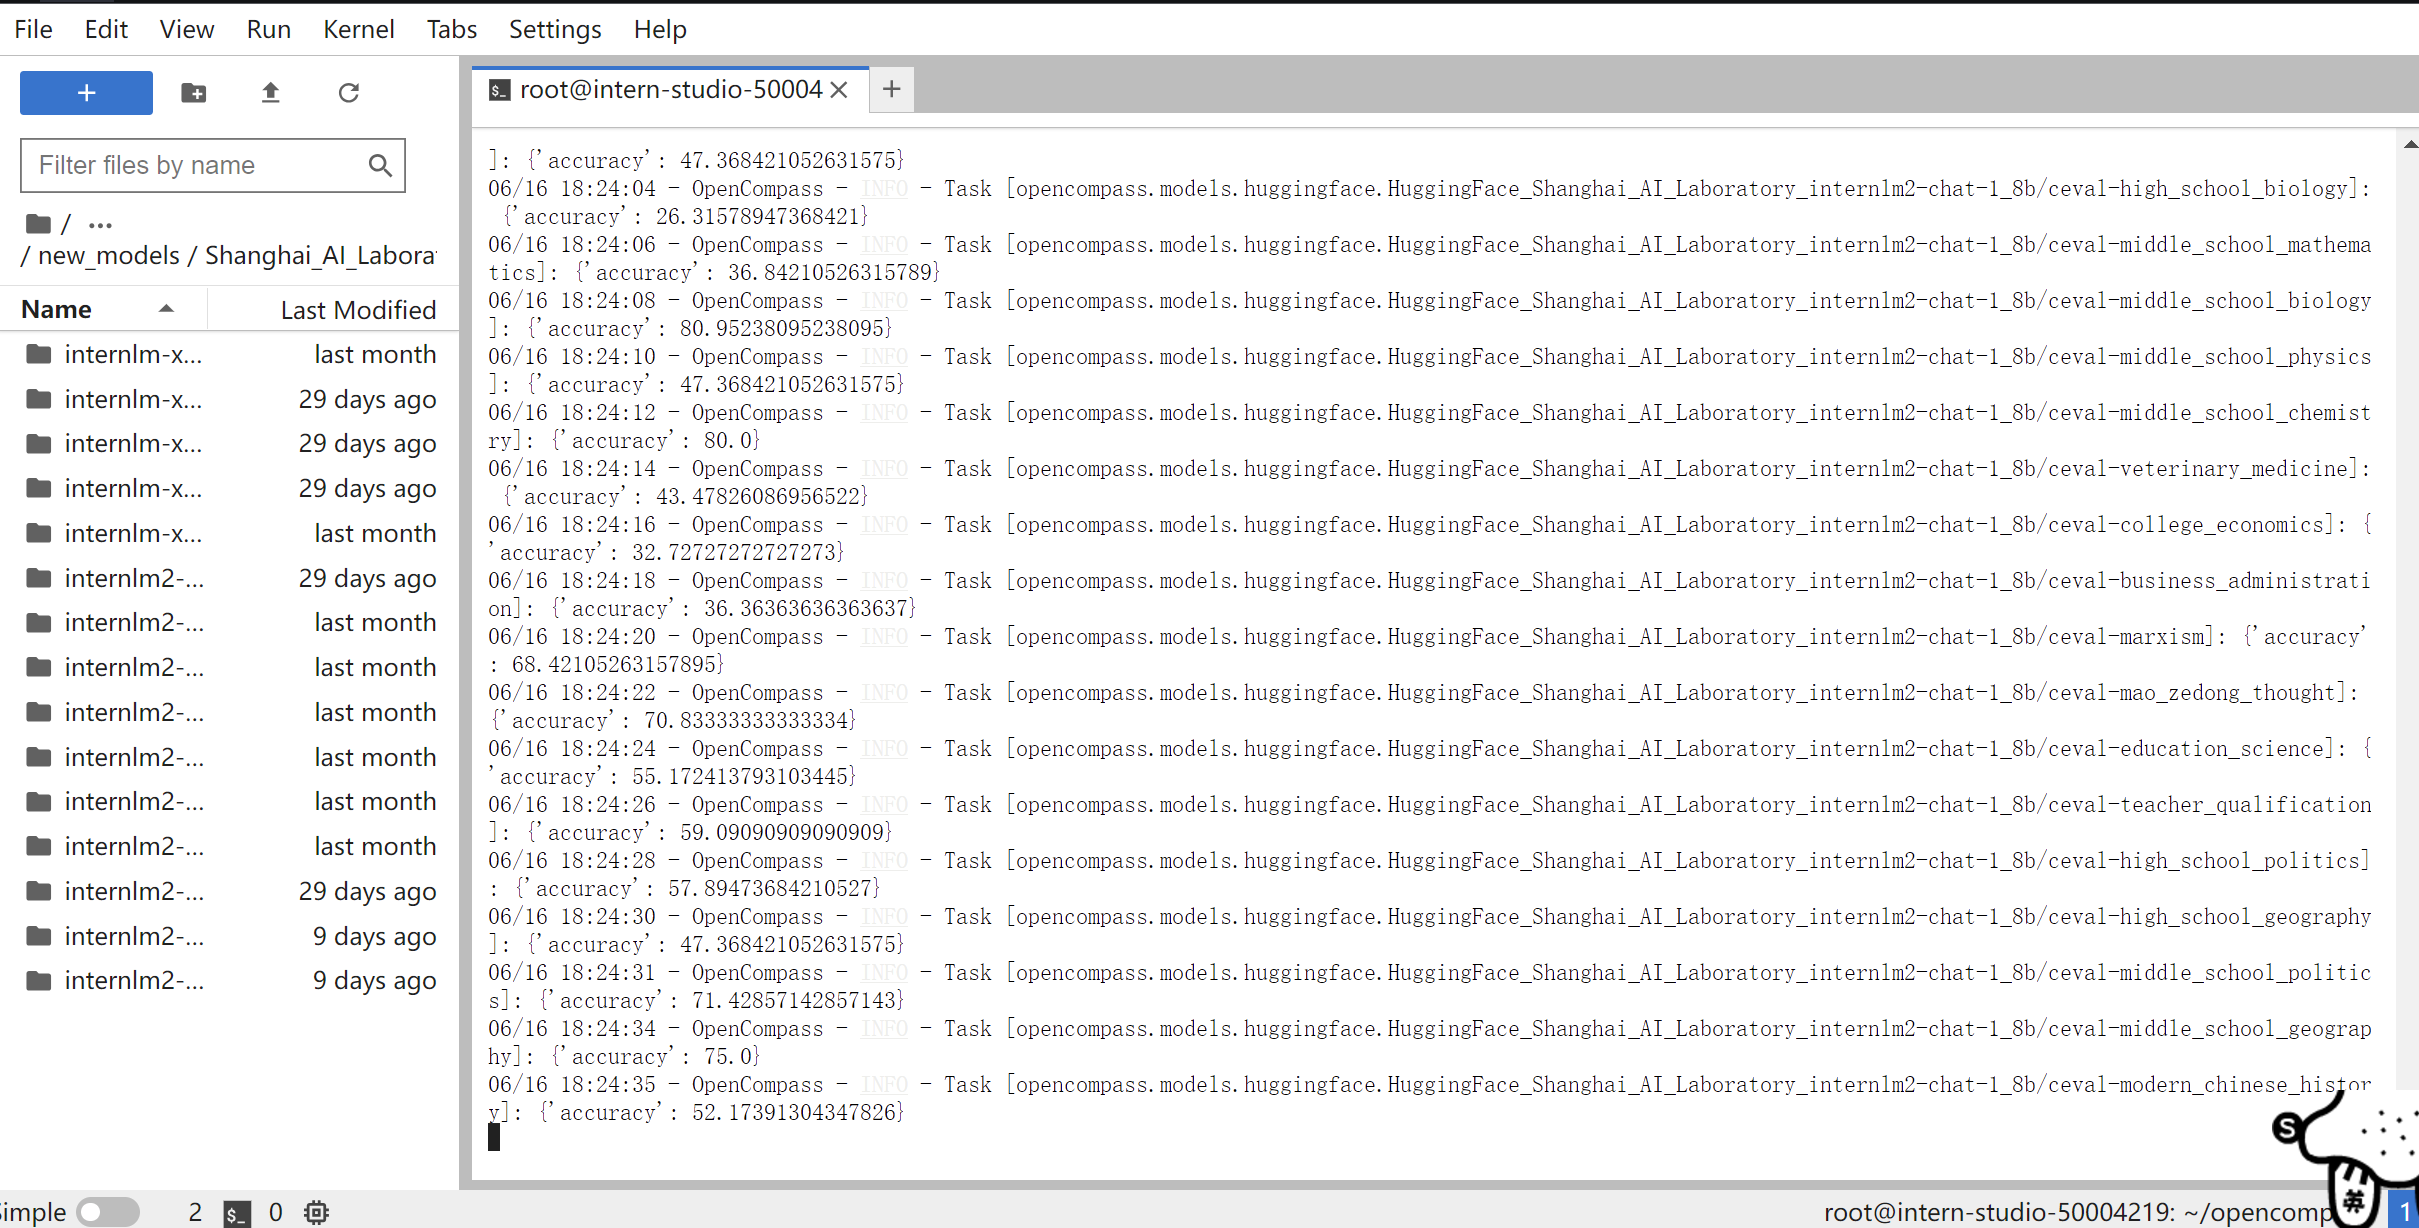 File Edit View Run Kernel Tabs Settings Help
root@intern-studio-50004
Filter files by name
/ ...
/ new_models / Shanghai_AI_Labora
Name Last Modified
internlm-x... last month
internlm-x... 29 days ago
internlm-x... 29 days ago
internlm-x... 29 days ago
internlm-x... last month
internlm2-... 29 days ago
internlm2-... last month
internlm2-... last month
internlm2-... last month
internlm2-... last month
internlm2-... last month
internlm2-... last month
internlm2-... 29 days ago
internlm2-... 9 days ago
internlm2-... 9 days ago
]: {'accuracy': 47.368421052631575}
06/16 18:24:04 - OpenCompass - INFO - Task [opencompass.models.huggingface.HuggingFace_Shanghai_AI_Laboratory_internlm2-chat-1_8b/ceval-high_school_biology]:
{'accuracy': 26.31578947368421}
06/16 18:24:06 - OpenCompass - INFO - Task [opencompass.models.huggingface.HuggingFace_Shanghai_AI_Laboratory_internlm2-chat-1_8b/ceval-middle_school_mathema
tics]: {'accuracy': 36.84210526315789}
06/16 18:24:08 - OpenCompass - INFO - Task [opencompass.models.huggingface.HuggingFace_Shanghai_AI_Laboratory_internlm2-chat-1_8b/ceval-middle_school_biology
]: {'accuracy': 80.95238095238095}
06/16 18:24:10 - OpenCompass - INFO - Task [opencompass.models.huggingface.HuggingFace_Shanghai_AI_Laboratory_internlm2-chat-1_8b/ceval-middle_school_physics
]: {'accuracy': 47.368421052631575}
06/16 18:24:12 - OpenCompass - INFO - Task [opencompass.models.huggingface.HuggingFace_Shanghai_AI_Laboratory_internlm2-chat-1_8b/ceval-middle_school_chemist
ry]: {'accuracy': 80.0}
06/16 18:24:14 - OpenCompass - INFO - Task [opencompass.models.huggingface.HuggingFace_Shanghai_AI_Laboratory_internlm2-chat-1_8b/ceval-veterinary_medicine]:
{'accuracy': 43.47826086956522}
06/16 18:24:16 - OpenCompass - INFO - Task [opencompass.models.huggingface.HuggingFace_Shanghai_AI_Laboratory_internlm2-chat-1_8b/ceval-college_economics]: {
'accuracy': 32.72727272727273}
06/16 18:24:18 - OpenCompass - INFO - Task [opencompass.models.huggingface.HuggingFace_Shanghai_AI_Laboratory_internlm2-chat-1_8b/ceval-business_administrati
on]: {'accuracy': 36.36363636363637}
06/16 18:24:20 - OpenCompass - INFO - Task [opencompass.models.huggingface.HuggingFace_Shanghai_AI_Laboratory_internlm2-chat-1_8b/ceval-marxism]: {'accuracy'
: 68.42105263157895}
06/16 18:24:22 - OpenCompass - INFO - Task [opencompass.models.huggingface.HuggingFace_Shanghai_AI_Laboratory_internlm2-chat-1_8b/ceval-mao_zedong_thought]:
{'accuracy': 70.83333333333334}
06/16 18:24:24 - OpenCompass - INFO - Task [opencompass.models.huggingface.HuggingFace_Shanghai_AI_Laboratory_internlm2-chat-1_8b/ceval-education_science]: {
'accuracy': 55.172413793103445}
06/16 18:24:26 - OpenCompass - INFO - Task [opencompass.models.huggingface.HuggingFace_Shanghai_AI_Laboratory_internlm2-chat-1_8b/ceval-teacher_qualification
]: {'accuracy': 59.09090909090909}
06/16 18:24:28 - OpenCompass - INFO - Task [opencompass.models.huggingface.HuggingFace_Shanghai_AI_Laboratory_internlm2-chat-1_8b/ceval-high_school_politics]
: {'accuracy': 57.89473684210527}
06/16 18:24:30 - OpenCompass - INFO - Task [opencompass.models.huggingface.HuggingFace_Shanghai_AI_Laboratory_internlm2-chat-1_8b/ceval-high_school_geography
]: {'accuracy': 47.368421052631575}
06/16 18:24:31 - OpenCompass - INFO - Task [opencompass.models.huggingface.HuggingFace_Shanghai_AI_Laboratory_internlm2-chat-1_8b/ceval-middle_school_politic
s]: {'accuracy': 71.42857142857143}
06/16 18:24:34 - OpenCompass - INFO - Task [opencompass.models.huggingface.HuggingFace_Shanghai_AI_Laboratory_internlm2-chat-1_8b/ceval-middle_school_geograp
hy]: {'accuracy': 75.0}
06/16 18:24:35 - OpenCompass - INFO - Task [opencompass.models.huggingface.HuggingFace_Shanghai_AI_Laboratory_internlm2-chat-1_8b/ceval-modern_chinese_histor
y]: {'accuracy': 52.17391304347826}
S
英
imple 2 $_ 0 root@intern-studio-50004219: ~/opencomp 1